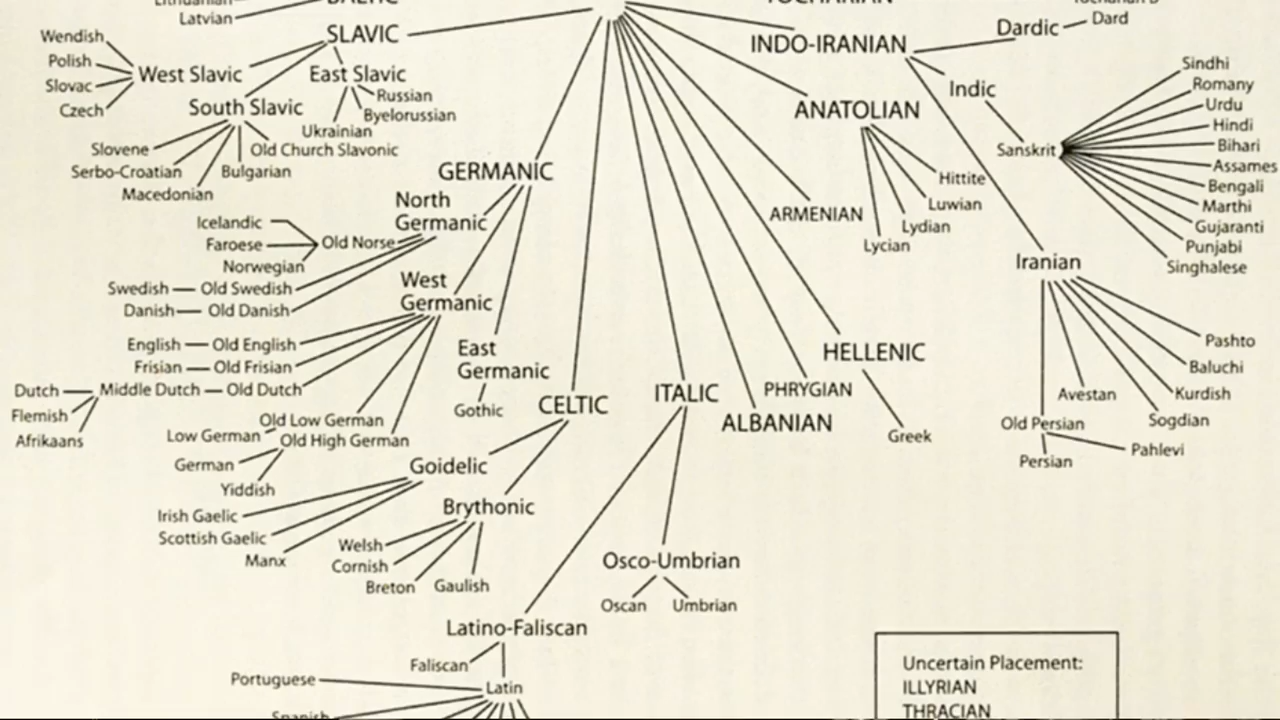 Lithuanian
BALTIC
Latvian
TOCHARIAN
Tocharian B
SLAVIC
INDO-IRANIAN
Dardic
Dard
Wendish
Polish
Slovac
Czech
West Slavic
East Slavic
Russian
Byelorussian
Ukrainian
South Slavic
Old Church Slavonic
Slovene
Serbo-Croatian
Macedonian
Bulgarian
Indic
ANATOLIAN
Sanskrit
Sindhi
Romany
Urdu
Hindi
Bihari
Assames
Bengali
Marthi
Gujaranti
Punjabi
Singhalese
Hittite
Luwian
Lydian
Lycian
ARMENIAN
GERMANIC
North
Germanic
Icelandic
Faroese
Norwegian
Old Norse
Swedish
Old Swedish
Danish
Old Danish
West
Germanic
English
Old English
Frisian
Old Frisian
Dutch
Middle Dutch
Old Dutch
Flemish
Afrikaans
Old Low German
Low German
Old High German
German
Yiddish
East
Germanic
Gothic
CELTIC
ITALIC
ALBANIAN
PHRYGIAN
HELLENIC
Greek
Iranian
Pashto
Baluchi
Kurdish
Sogdian
Avestan
Old Persian
Persian
Pahlevi
Goidelic
Irish Gaelic
Scottish Gaelic
Manx
Brythonic
Welsh
Cornish
Breton
Gaulish
Osco-Umbrian
Oscan
Umbrian
Latino-Faliscan
Faliscan
Latin
Portuguese
Spanish
Uncertain Placement:
ILLYRIAN
THRACIAN